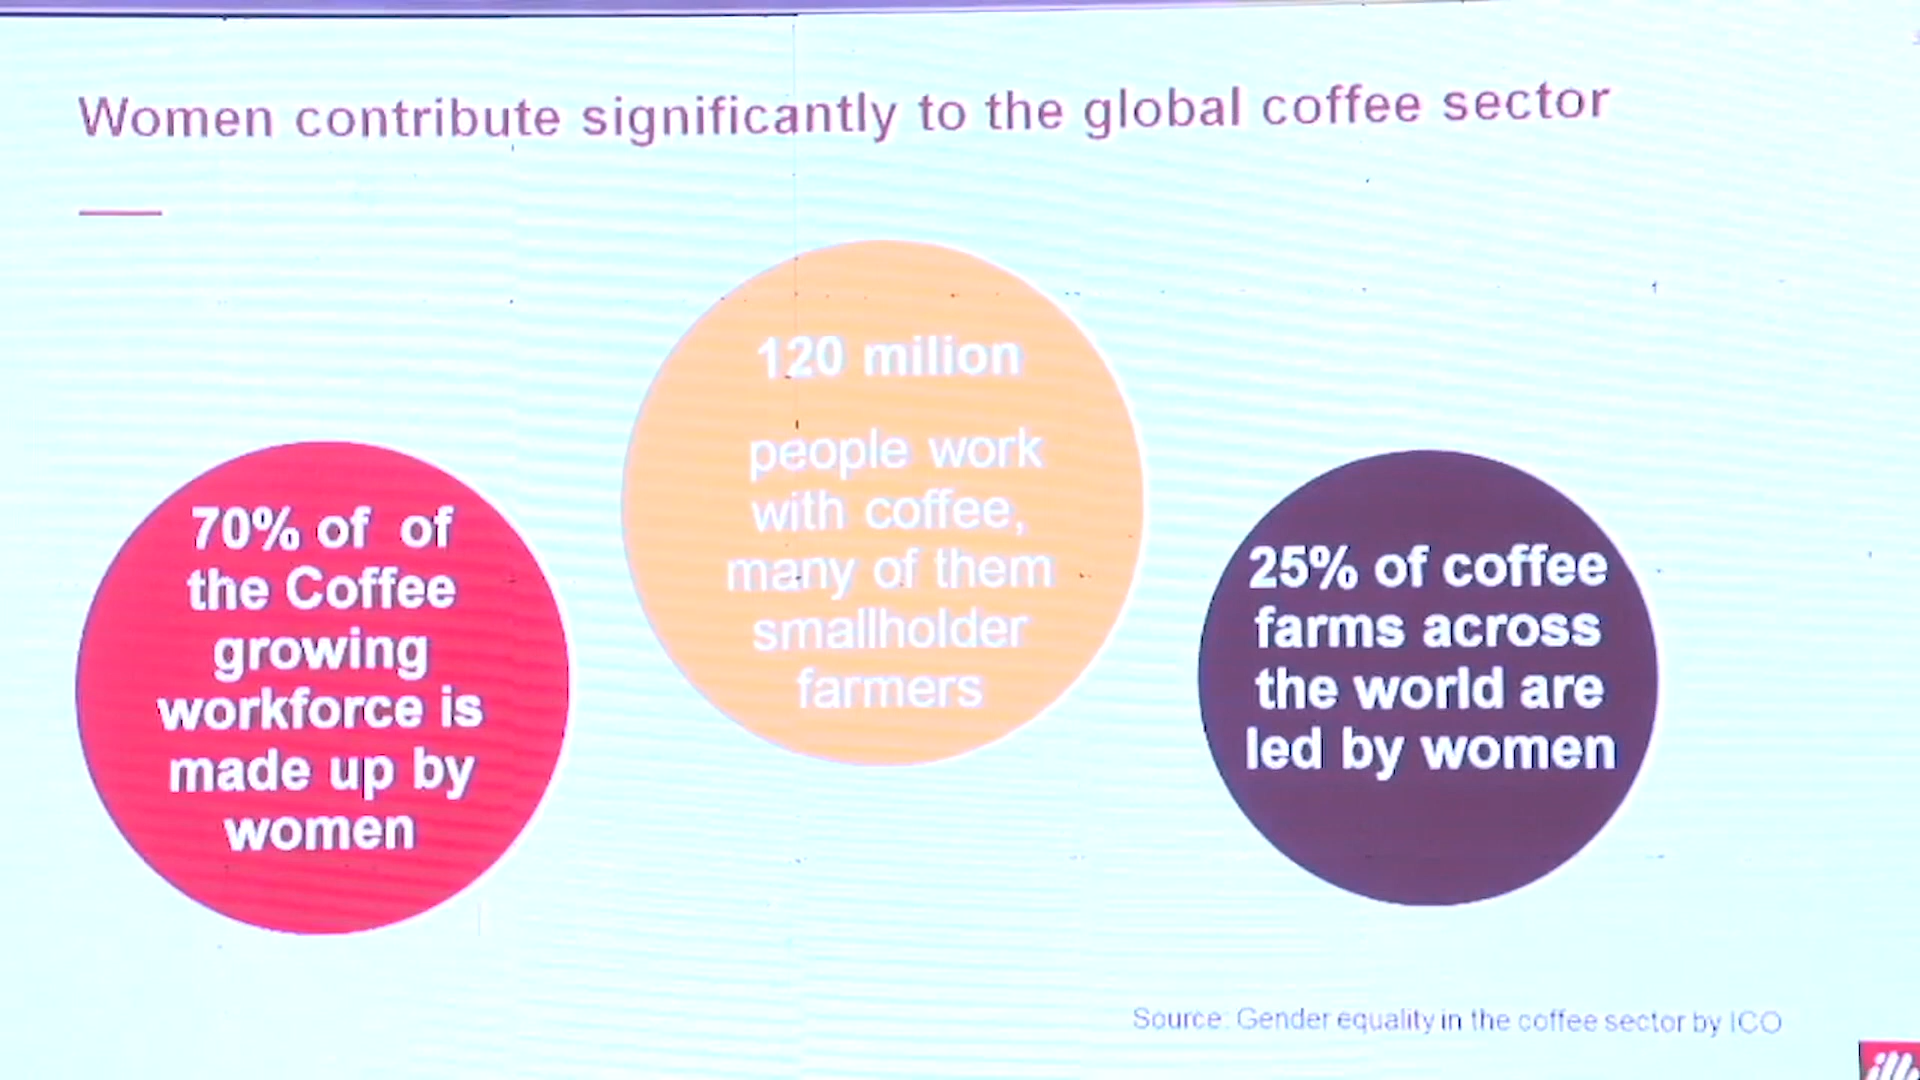 Women contribute significantly to the global coffee sector
70% of of
the Coffee
growing
workforce is
made up by
women
120 milion
people work
with coffee,
many of them
smallholder
farmers
25% of coffee
farms across
the world are
led by women
Source: Gender equality in the coffee sector by ICO